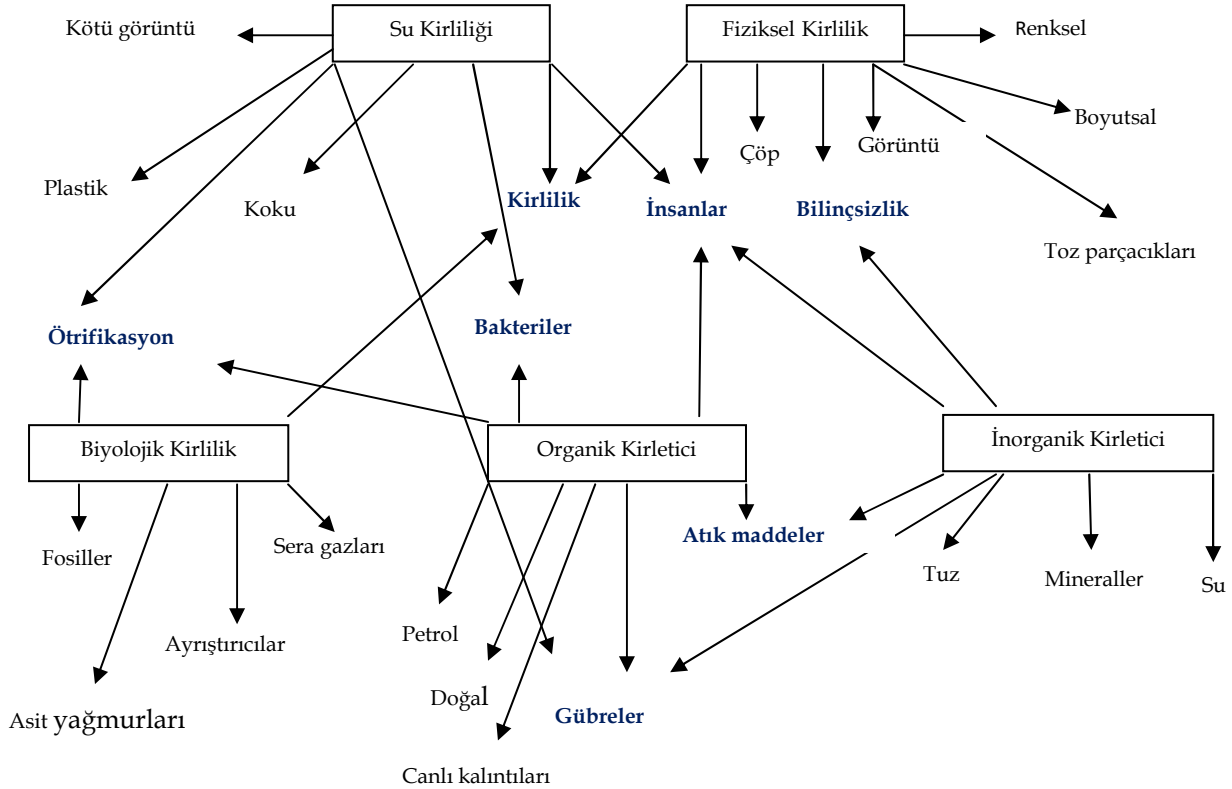 Kötü görüntü
Su Kirliliği
Fiziksel Kirlilik
Renksel
Boyutsal
Çöp
Görüntü
Plastik
Koku
Kirlilik
İnsanlar
Bilinçsizlik
Toz parçacıkları
Ötrifikasyon
Bakteriler
Biyolojik Kirlilik
Organik Kirletici
İnorganik Kirletici
Fosiller
Sera gazları
Atık maddeler
Tuz
Mineraller
Su
Ayrıştırıcılar
Petrol
Doğal
Gübreler
Asit yağmurları
Canlı kalıntıları